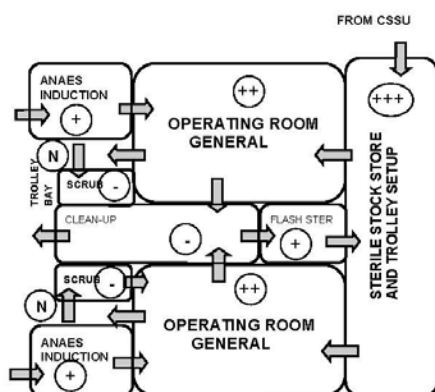 FROM CSSU
ANAES
INDUCTION
+
++
OPERATING ROOM
GENERAL
+++
N
TROLLEY
BAY
SCRUB
-
CLEAN-UP
-
FLASH STER
+
STERILE STOCK STORE
AND TROLLEY SETUP
SCRUB
-
N
++
OPERATING ROOM
GENERAL
ANAES
INDUCTION
+